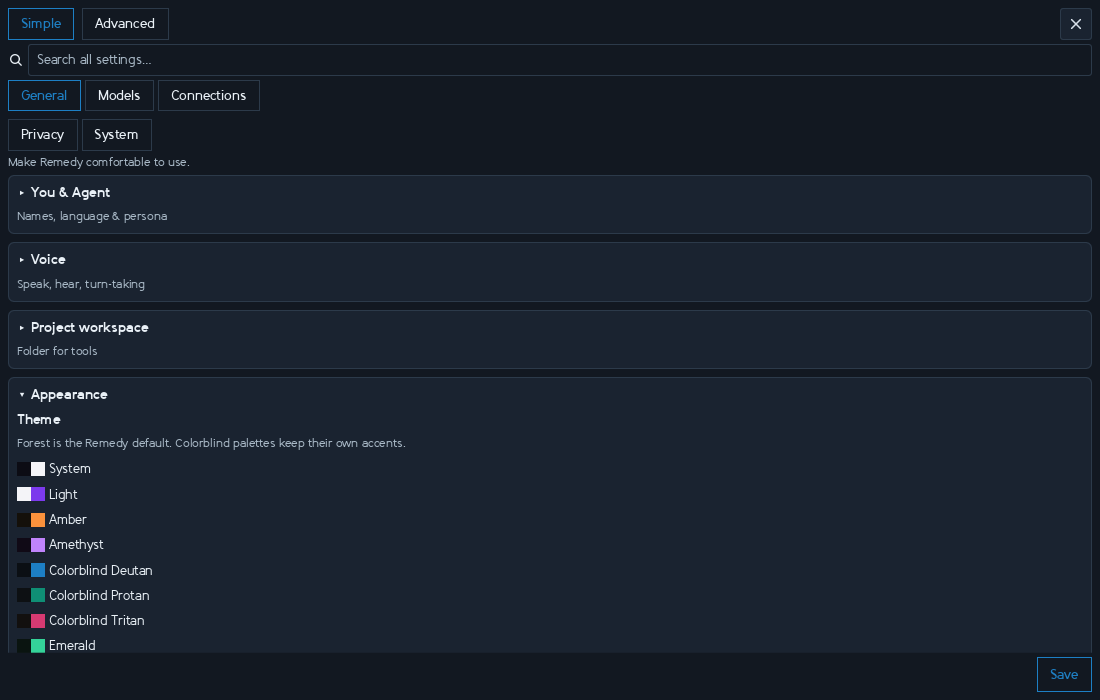 Simple Advanced
Search all settings...
General Models Connections
Privacy System
Make Remedy comfortable to use.
You & Agent
Names, language & persona
Voice
Speak, hear, turn-taking
Project workspace
Folder for tools
Appearance
Theme
Forest is the Remedy default. Colorblind palettes keep their own accents.
System
Light
Amber
Amethyst
Colorblind Deutan
Colorblind Protan
Colorblind Tritan
Emerald
Save